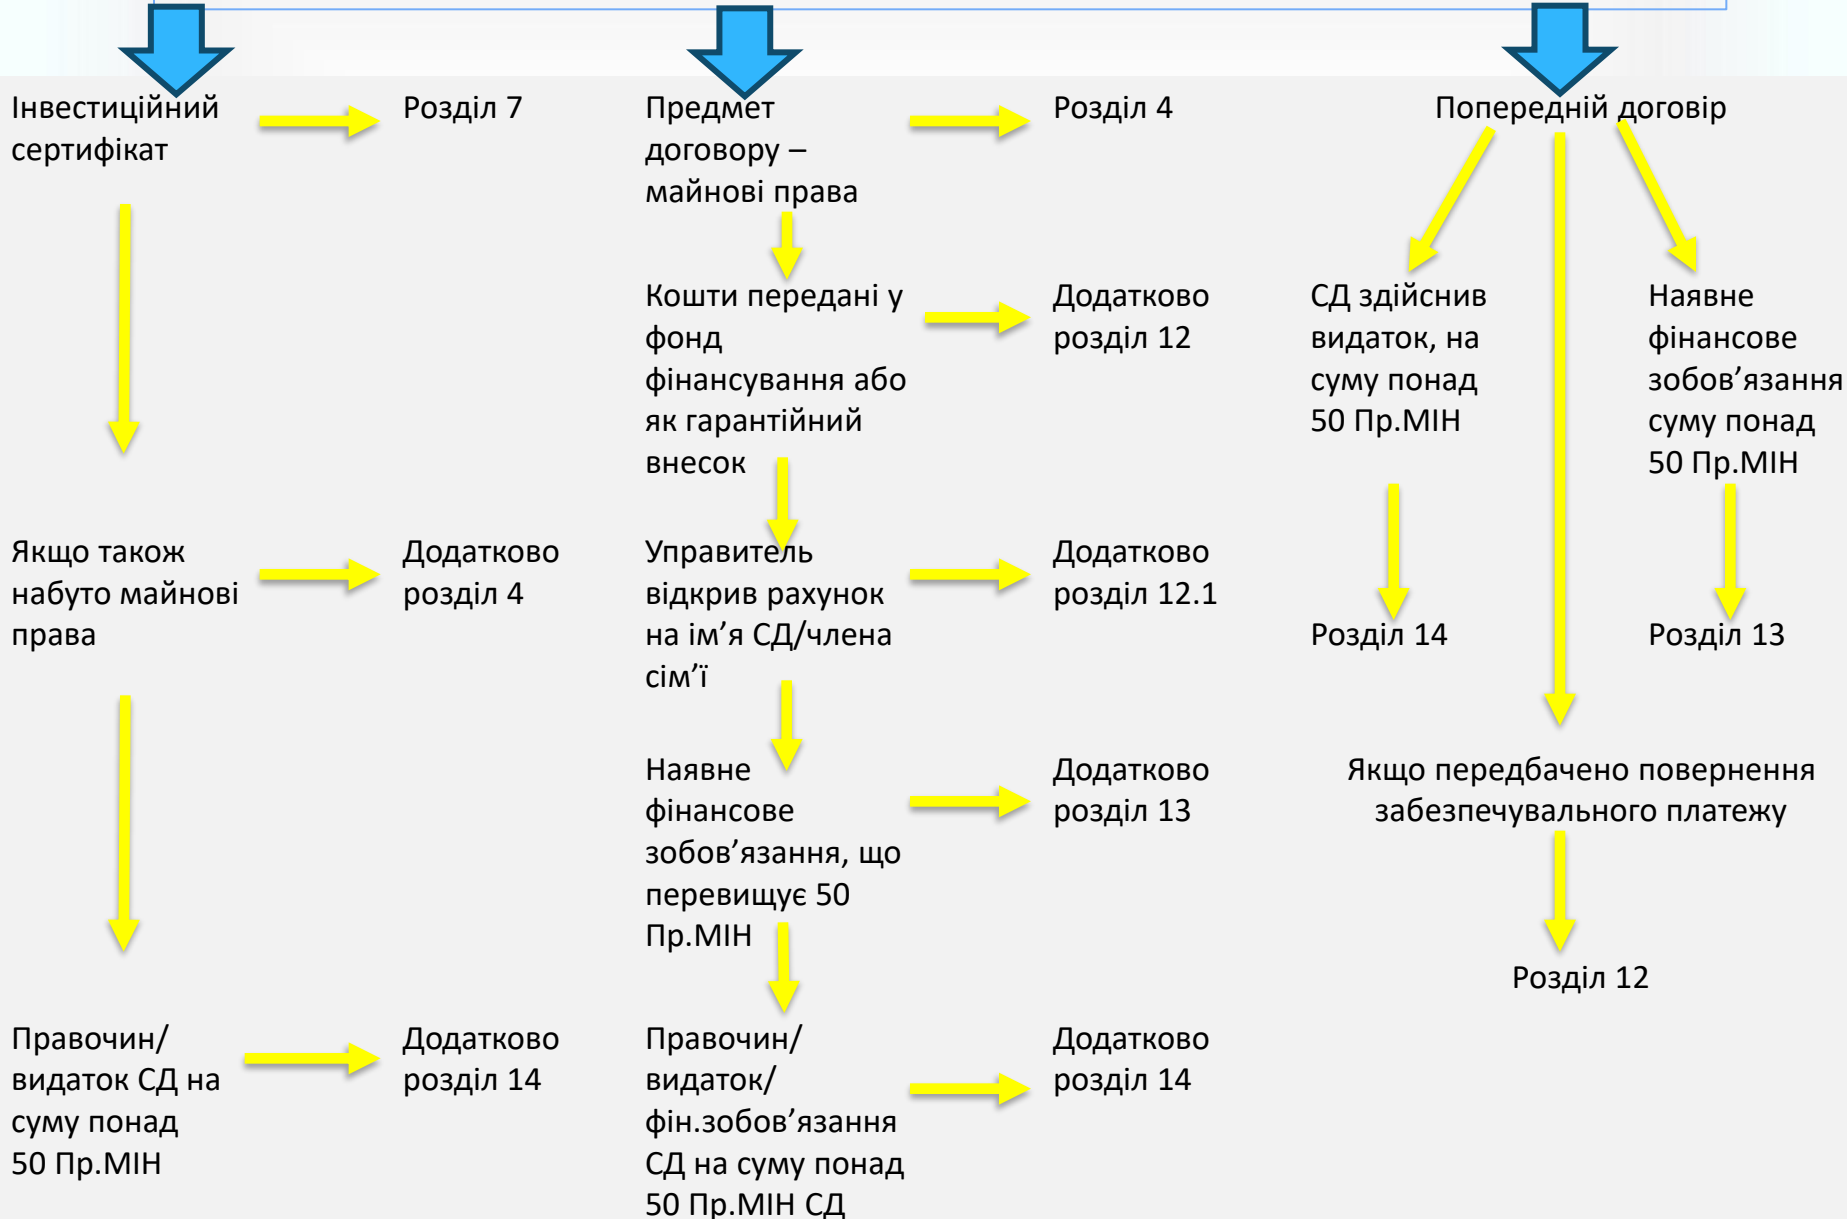 Інвестиційний
сертифікат
Розділ 7
Предмет
договору –
майнові права
Розділ 4
Попередній договір
Кошти передані у
фонд
фінансування або
як гарантійний
внесок
Додатково
розділ 12
СД здійснив
видаток, на
суму понад
50 Пр.МІН
Наявне
фінансове
зобов’язання
суму понад
50 Пр.МІН
Якщо також
набуто майнові
права
Додатково
розділ 4
Управитель
відкрив рахунок
на ім’я СД/члена
сім’ї
Додатково
розділ 12.1
Розділ 14
Розділ 13
Наявне
фінансове
зобов’язання, що
перевищує 50
Пр.МІН
Додатково
розділ 13
Якщо передбачено повернення
забезпечувального платежу
Розділ 12
Правочин/
видаток СД на
суму понад
50 Пр.МІН
Додатково
розділ 14
Правочин/
видаток/
фін.зобов’язання
СД на суму понад
50 Пр.МІН СД
Додатково
розділ 14